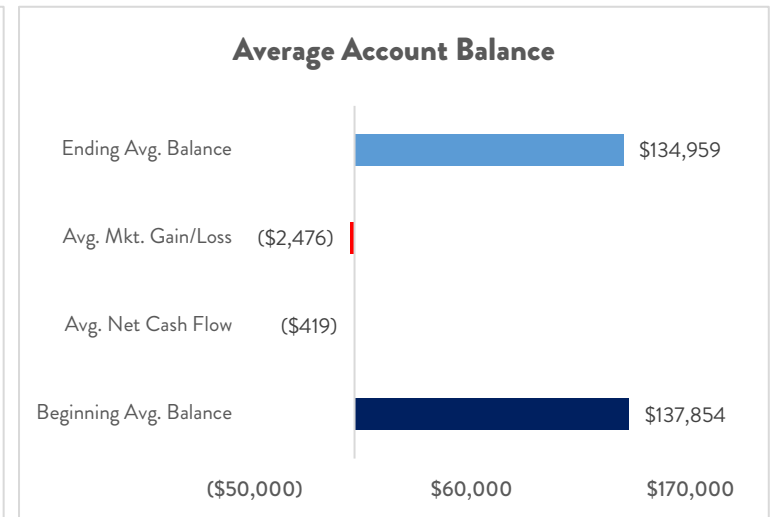 Average Account Balance
Ending Avg. Balance $134,959
Avg. Mkt. Gain/Loss ($2,476)
Avg. Net Cash Flow ($419)
Beginning Avg. Balance $137,854
($50,000) $60,000 $170,000